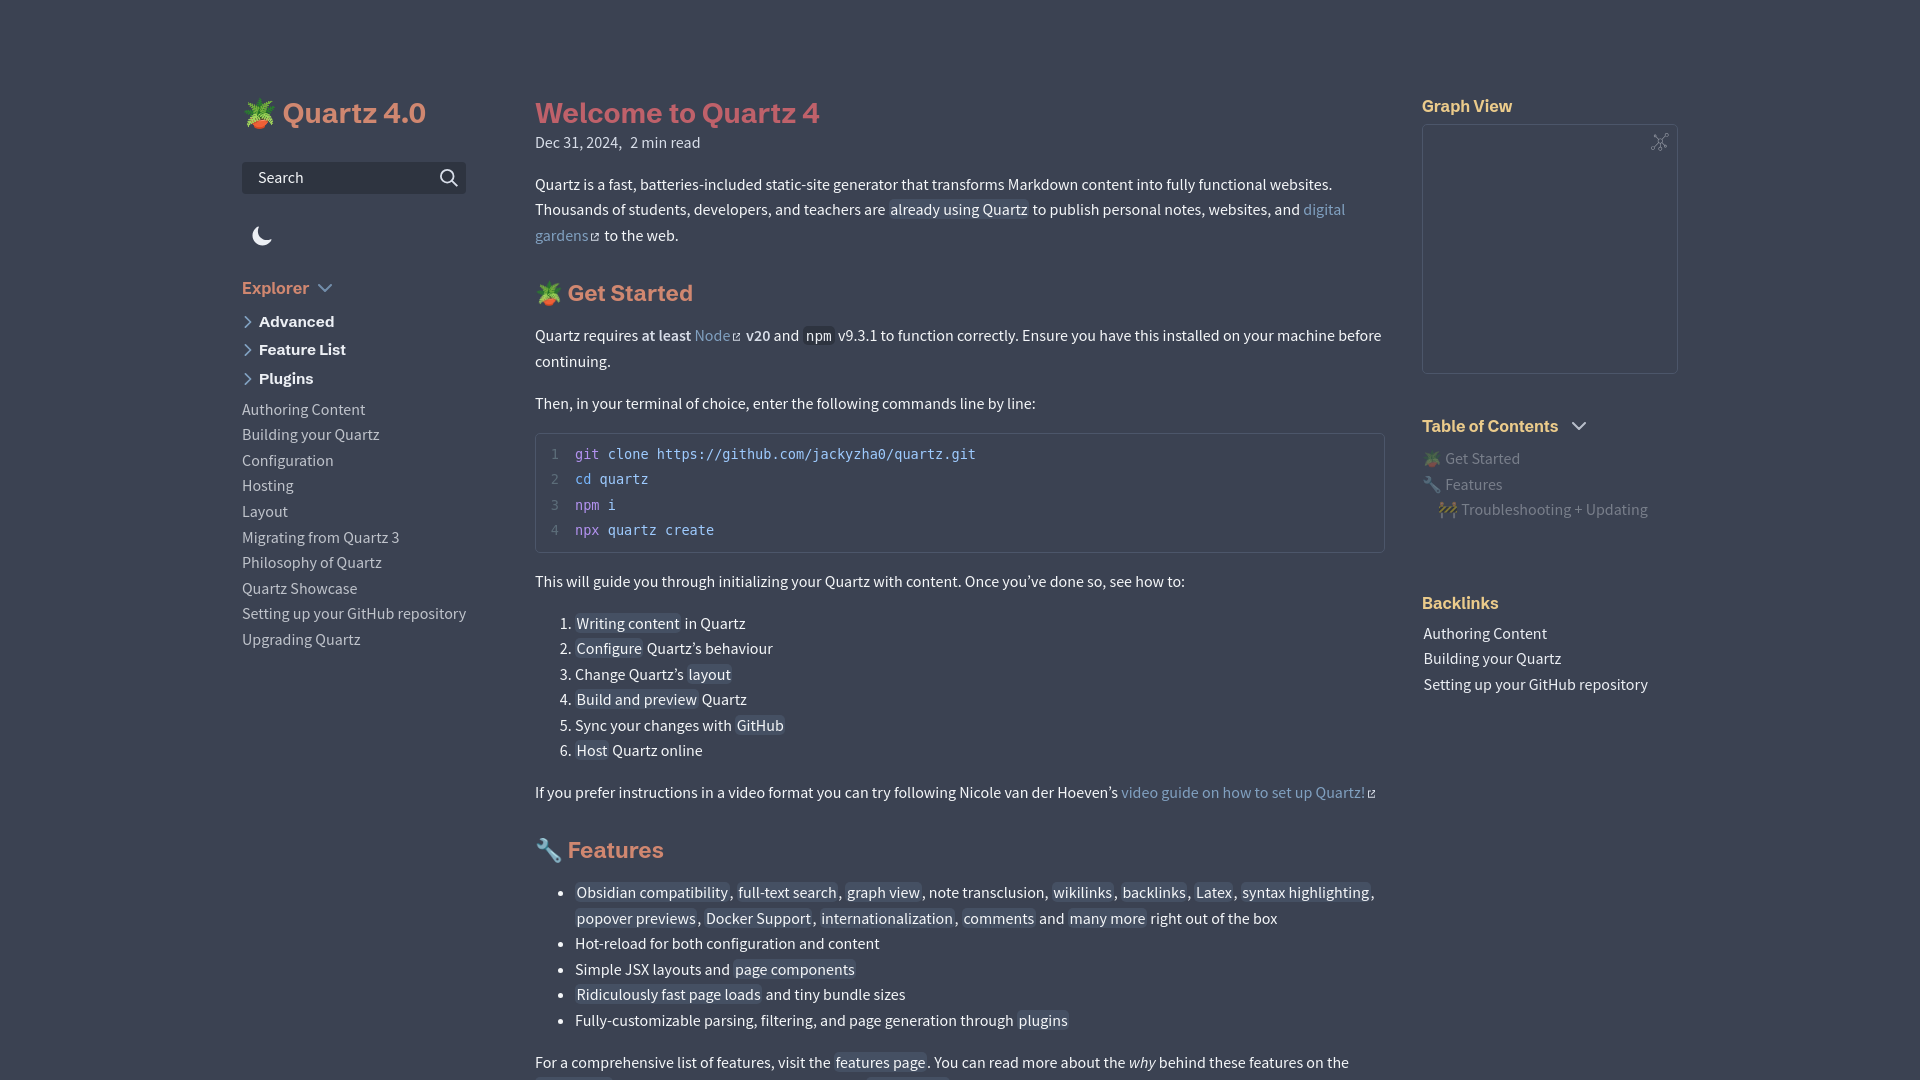 🪴 Quartz 4.0
Search
Explorer
Advanced
Feature List
Plugins
Authoring Content
Building your Quartz
Configuration
Hosting
Layout
Migrating from Quartz 3
Philosophy of Quartz
Quartz Showcase
Setting up your GitHub repository
Upgrading Quartz
Welcome to Quartz 4
Dec 31, 2024, 2 min read
Quartz is a fast, batteries-included static-site generator that transforms Markdown content into fully functional websites.
Thousands of students, developers, and teachers are already using Quartz to publish personal notes, websites, and digital
gardens to the web.
🪴 Get Started
Quartz requires at least Node v20 and npm v9.3.1 to function correctly. Ensure you have this installed on your machine before
continuing.
Then, in your terminal of choice, enter the following commands line by line:
1 git clone https://github.com/jackyzha0/quartz.git
2 cd quartz
3 npm i
4 npx quartz create
This will guide you through initializing your Quartz with content. Once you’ve done so, see how to:
1. Writing content in Quartz
2. Configure Quartz’s behaviour
3. Change Quartz’s layout
4. Build and preview Quartz
5. Sync your changes with GitHub
6. Host Quartz online
If you prefer instructions in a video format you can try following Nicole van der Hoeven’s video guide on how to set up Quartz!
🔧 Features
• Obsidian compatibility, full-text search, graph view, note transclusion, wikilinks, backlinks, Latex, syntax highlighting,
popover previews, Docker Support, internationalization, comments and many more right out of the box
• Hot-reload for both configuration and content
• Simple JSX layouts and page components
• Ridiculously fast page loads and tiny bundle sizes
• Fully-customizable parsing, filtering, and page generation through plugins
For a comprehensive list of features, visit the features page. You can read more about the why behind these features on the
Graph View
Table of Contents
🪴 Get Started
🔧 Features
🚧 Troubleshooting + Updating
Backlinks
Authoring Content
Building your Quartz
Setting up your GitHub repository